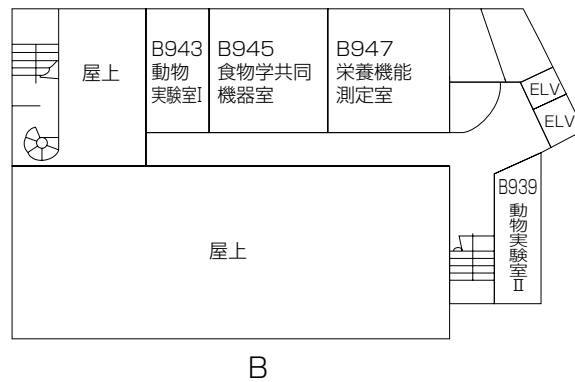 屋上
B943
動物
実験室Ⅰ
B945
食物学共同
機器室
B947
栄養機能
測定室
ELV
ELV
B939
動物実験室Ⅱ
屋上
B